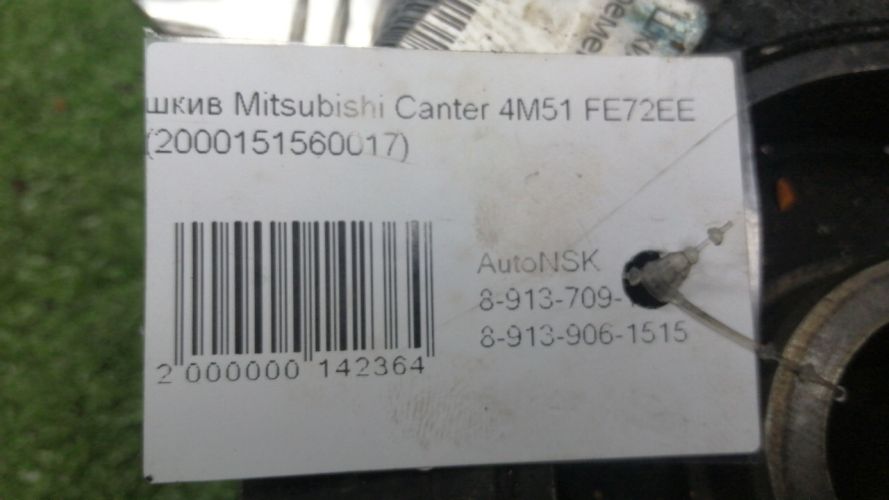 шкив Mitsubishi Canter 4M51 FE72EE
(2000151560017)
AutoNSK
8-913-709-
8-913-906-1515
2 000000 142364